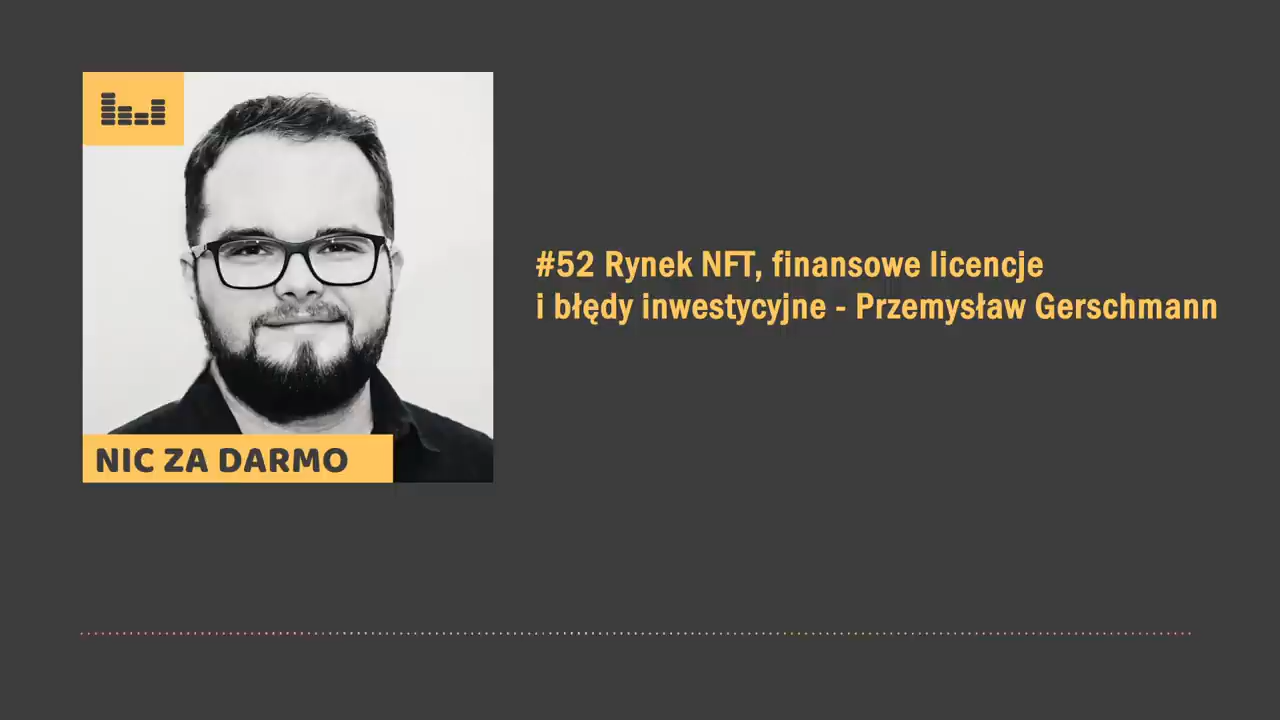 NIC ZA DARMO
#52 Rynek NFT, finansowe licencje
i błędy inwestycyjne - Przemysław Gerschmann